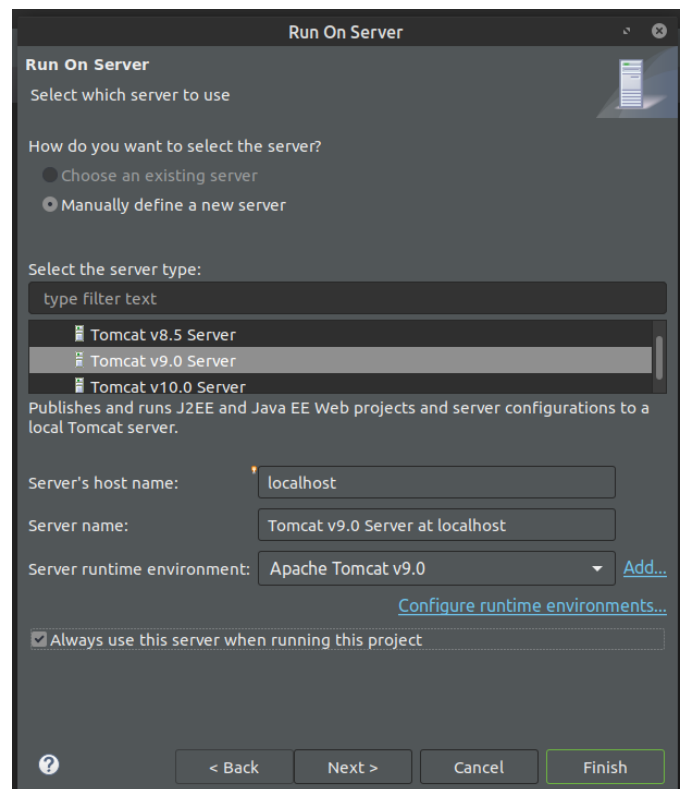 Run On Server
Run On Server
Select which server to use
How do you want to select the server?
Choose an existing server
Manually define a new server
Select the server type:
type filter text
Tomcat v8.5 Server
Tomcat v9.0 Server
Tomcat v10.0 Server
Publishes and runs J2EE and Java EE Web projects and server configurations to a
local Tomcat server.
Server's host name: localhost
Server name: Tomcat v9.0 Server at localhost
Server runtime environment: Apache Tomcat v9.0 Add...
Configure runtime environments...
Always use this server when running this project
? < Back Next > Cancel Finish